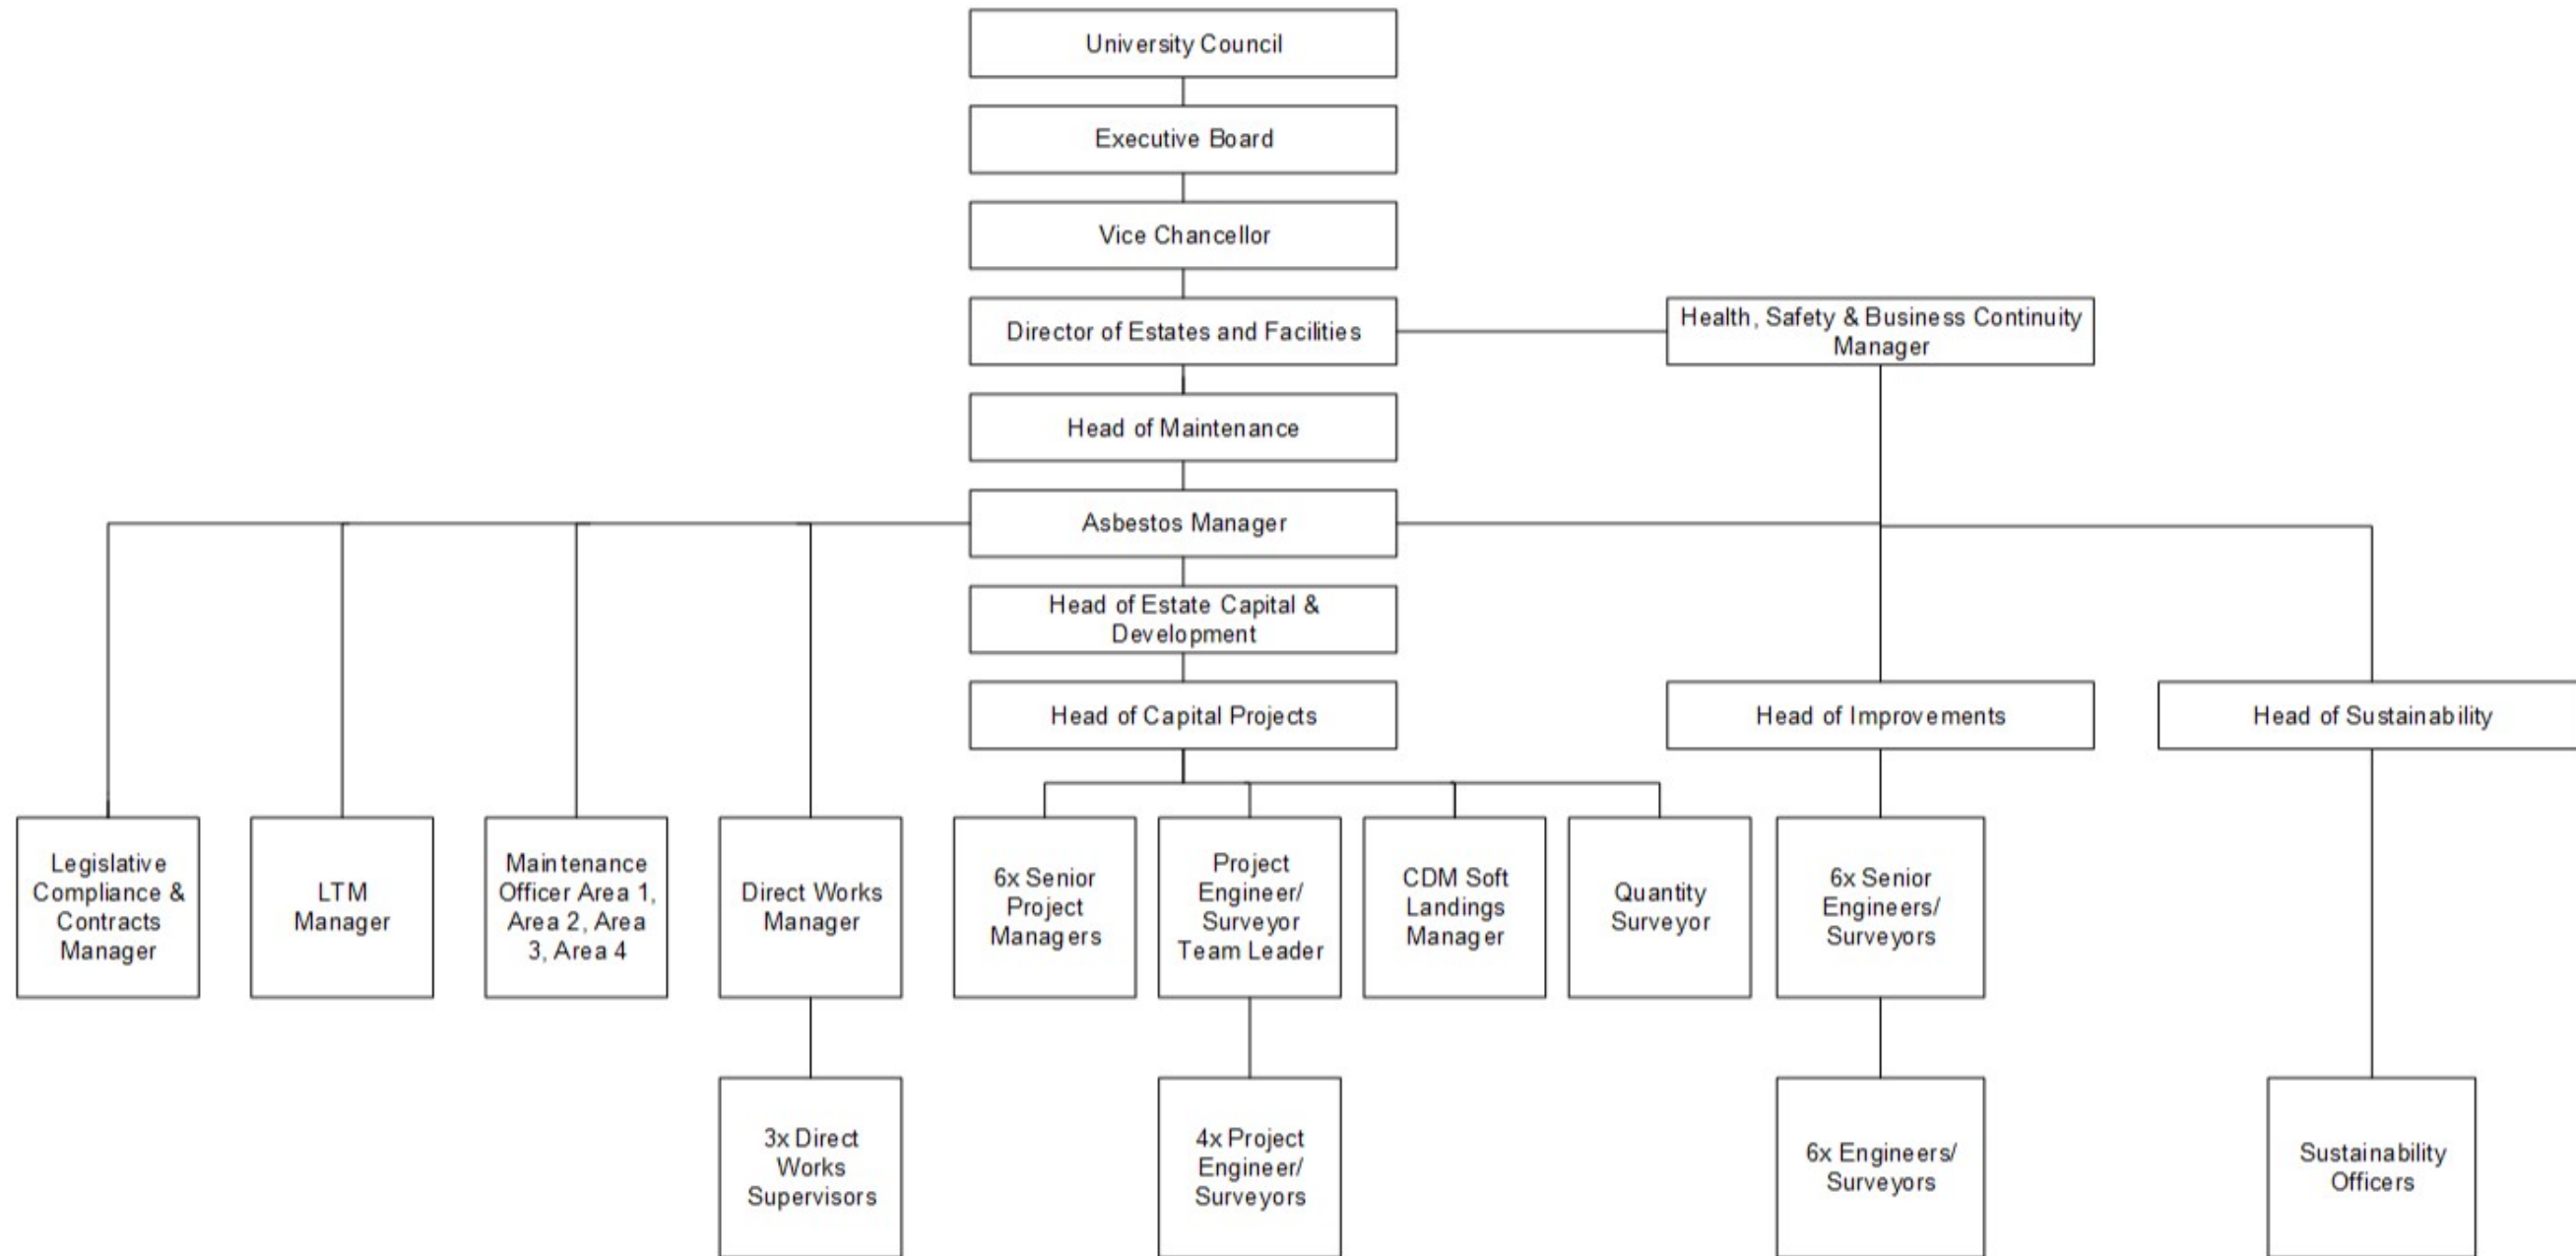 University Council
Executive Board
Vice Chancellor
Director of Estates and Facilities
Health, Safety & Business Continuity
Manager
Head of Maintenance
Asbestos Manager
Head of Estate Capital &
Development
Head of Capital Projects
Head of Improvements
Head of Sustainability
Legislative
Compliance &
Contracts
Manager
LTM
Manager
Maintenance
Officer Area 1,
Area 2, Area
3, Area 4
Direct Works
Manager
6x Senior
Project
Managers
Project
Engineer/
Surveyor
Team Leader
CDM Soft
Landings
Manager
Quantity
Surveyor
6x Senior
Engineers/
Surveyors
3x Direct
Works
Supervisors
4x Project
Engineer/
Surveyors
6x Engineers/
Surveyors
Sustainability
Officers